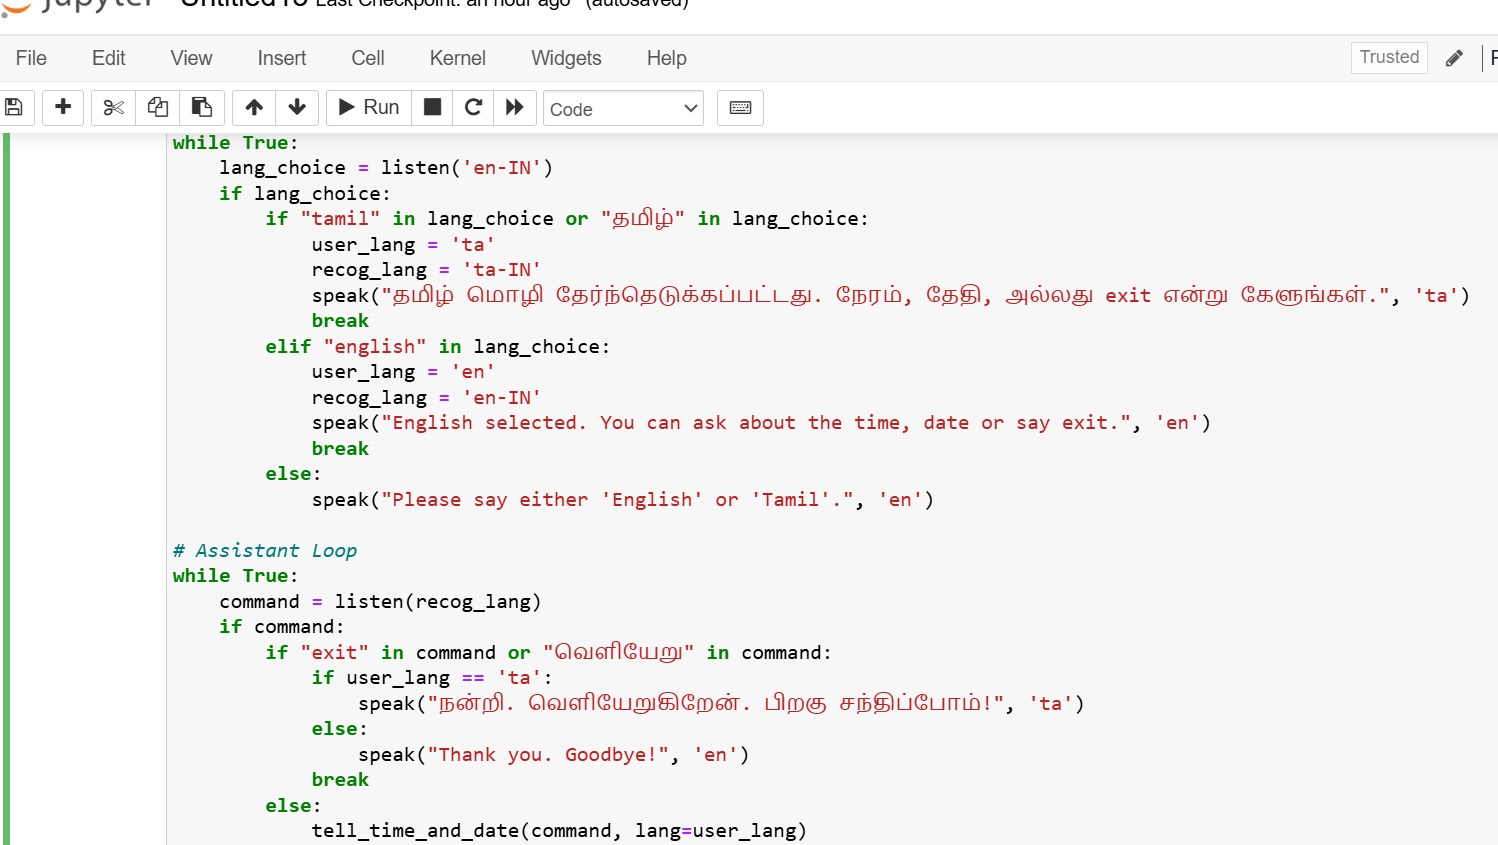 jupyter Untitled18 Last Checkpoint: an hour ago (autosaved)
File Edit View Insert Cell Kernel Widgets Help Trusted
Run Code
while True:
    lang_choice = listen('en-IN')
    if lang_choice:
        if "tamil" in lang_choice or "தமிழ்" in lang_choice:
            user_lang = 'ta'
            recog_lang = 'ta-IN'
            speak("தமிழ் மொழி தேர்ந்தெடுக்கப்பட்டது. நேரம், தேதி, அல்லது exit என்று கேளுங்கள்.", 'ta')
            break
        elif "english" in lang_choice:
            user_lang = 'en'
            recog_lang = 'en-IN'
            speak("English selected. You can ask about the time, date or say exit.", 'en')
            break
        else:
            speak("Please say either 'English' or 'Tamil'.", 'en')
# Assistant Loop
while True:
    command = listen(recog_lang)
    if command:
        if "exit" in command or "வெளியேறு" in command:
            if user_lang == 'ta':
                speak("நன்றி. வெளியேறுகிறேன். பிறகு சந்திப்போம்!", 'ta')
            else:
                speak("Thank you. Goodbye!", 'en')
            break
        else:
            tell_time_and_date(command, lang=user_lang)